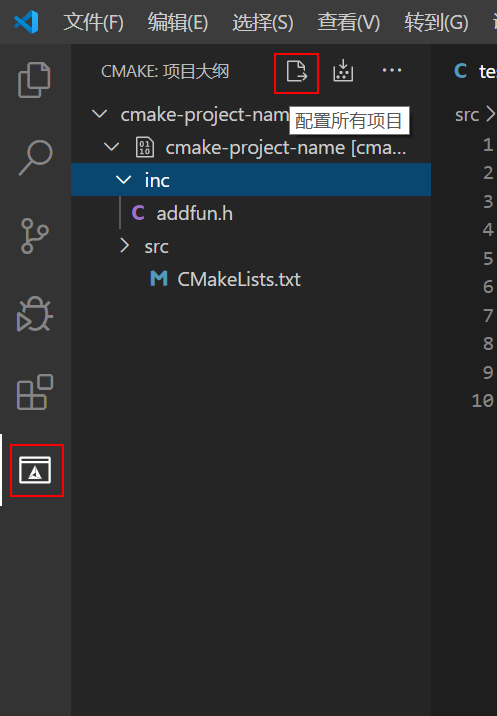 文件(F) 编辑(E) 选择(S) 查看(V) 转到(G)
CMAKE: 项目大纲
C te
cmake-project-nam
配置所有项目
src
cmake-project-name [cma...
1
inc
2
C addfun.h
3
4
src
5
M CMakeLists.txt
6
7
8
9
10